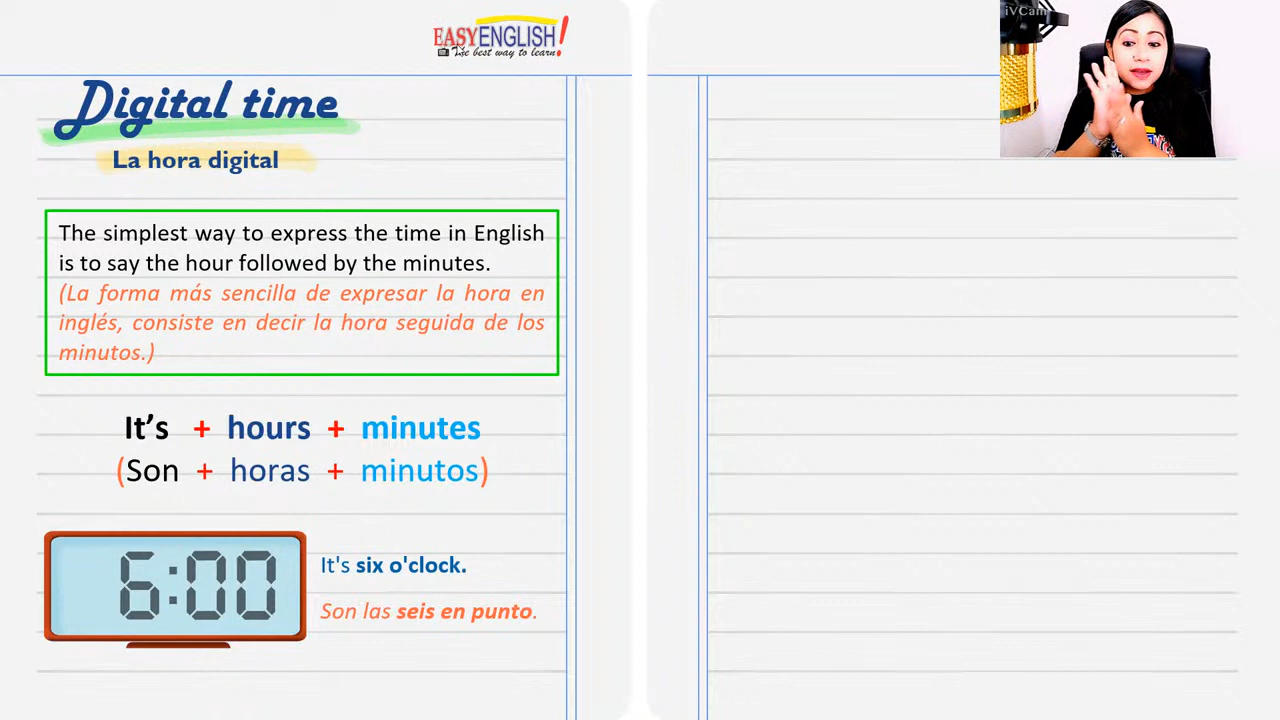 EASYENGLISH!
The best way to learn!
iVCam
Digital time
La hora digital
The simplest way to express the time in English
is to say the hour followed by the minutes.
(La forma más sencilla de expresar la hora en
inglés, consiste en decir la hora seguida de los
minutos.)
It's + hours + minutes
(Son + horas + minutos)
6:00
It's six o'clock.
Son las seis en punto.